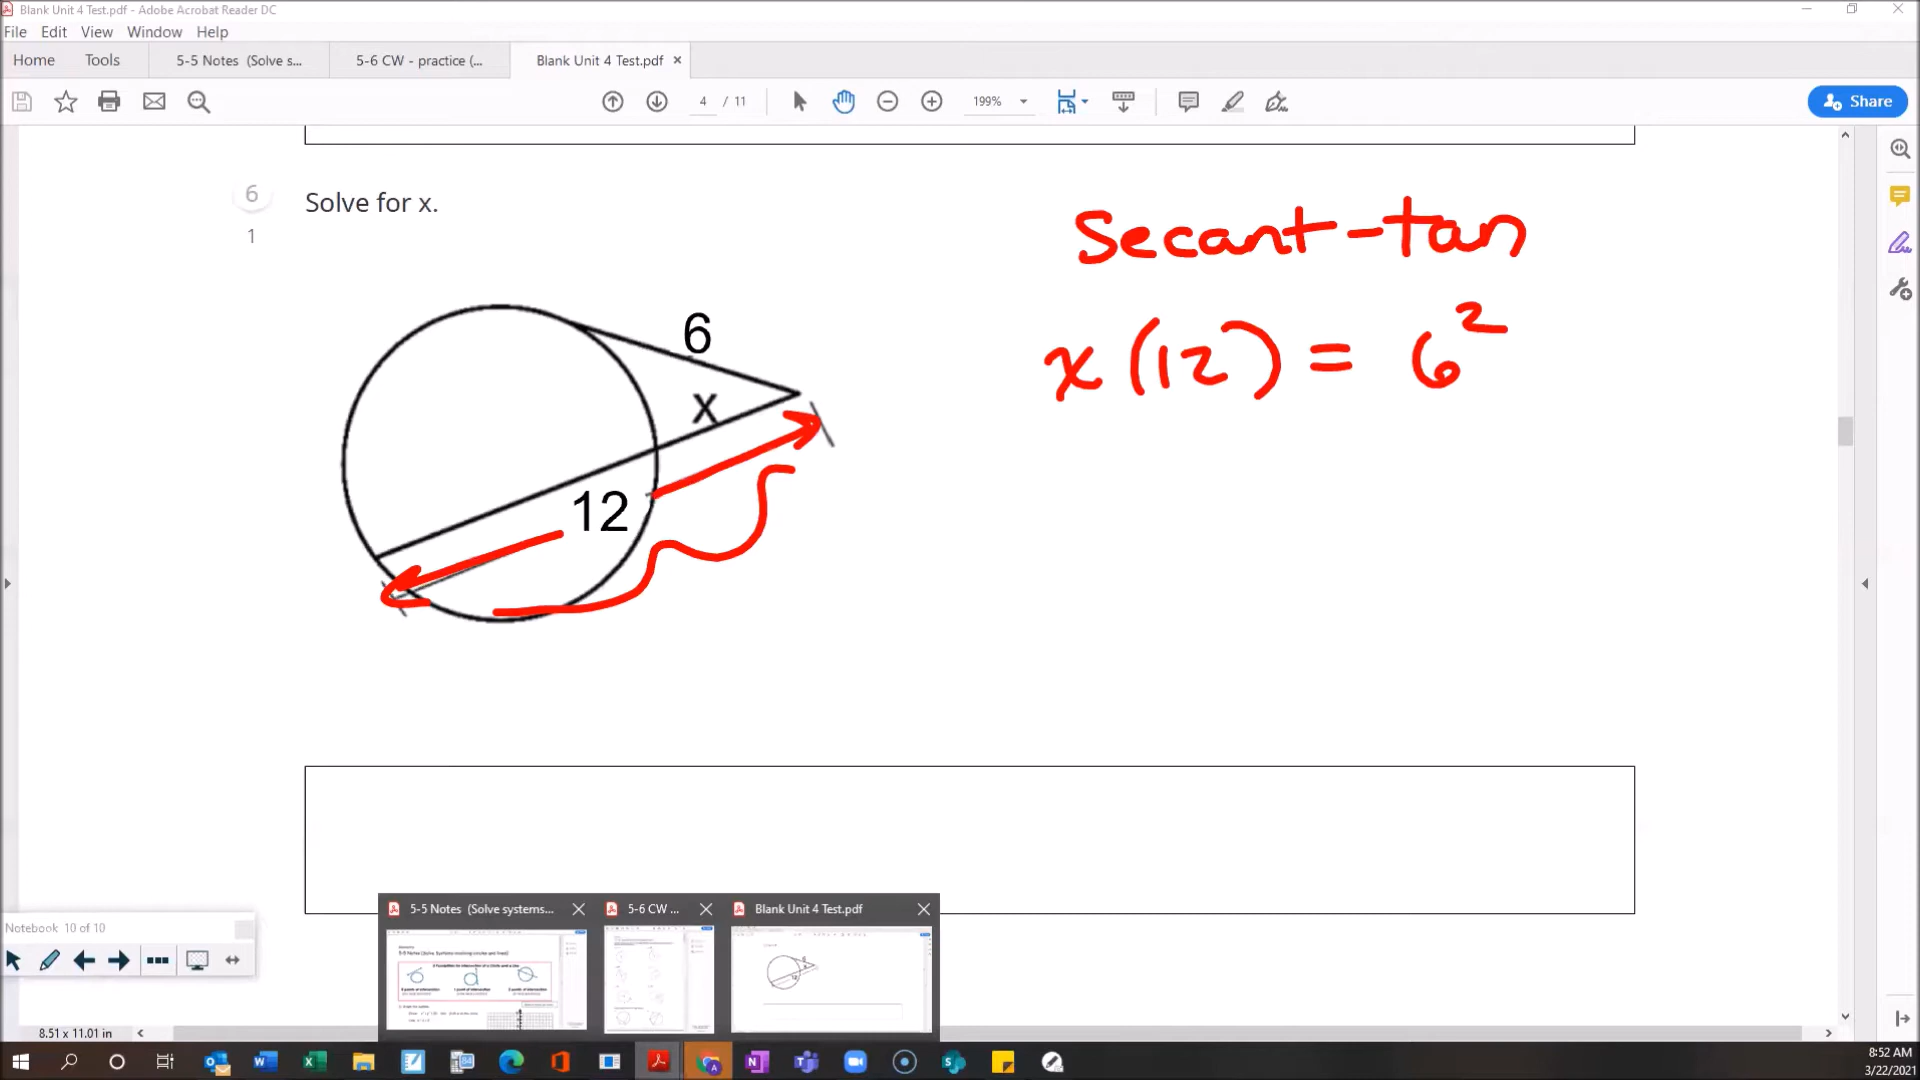 Blank Unit 4 Test.pdf - Adobe Acrobat Reader DC
File Edit View Window Help
Home Tools 5-5 Notes (Solve s... 5-6 CW - practice (... Blank Unit 4 Test.pdf
4 / 11 199% Share
6 Solve for x.
1
Secant-tan
x(12) = 6²
6
x
12
Notebook 10 of 10
5-5 Notes (Solve systems... 5-6 CW ... Blank Unit 4 Test.pdf
8.51 x 11.01 in
8:52 AM
3/22/2021